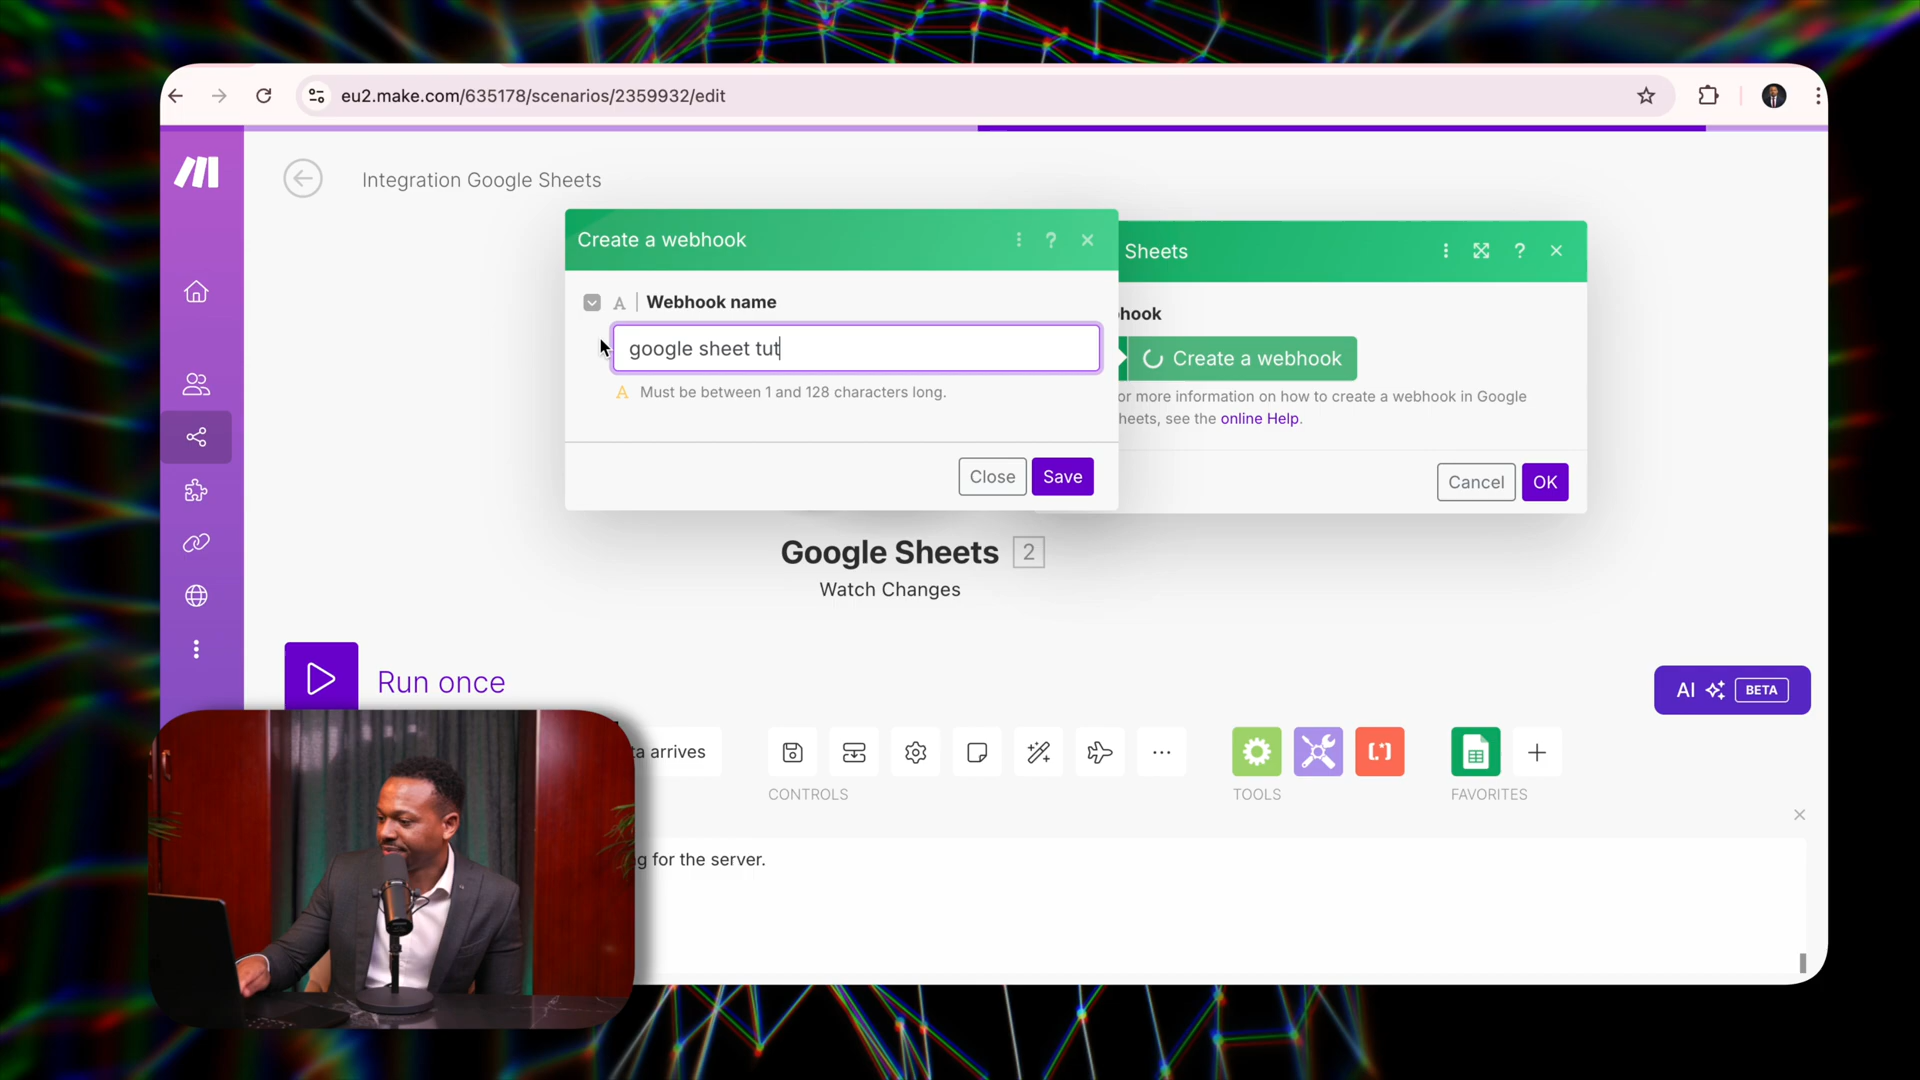 eu2.make.com/635178/scenarios/2359932/edit
Integration Google Sheets
Create a webhook
?
Sheets
?
A
Webhook name
hook
google sheet tut
Create a webhook
A Must be between 1 and 128 characters long.
or more information on how to create a webhook in Google
heets, see the online Help.
Close
Save
Cancel
OK
Google Sheets 2
Watch Changes
Run once
AI BETA
ta arrives
CONTROLS
TOOLS
FAVORITES
g for the server.